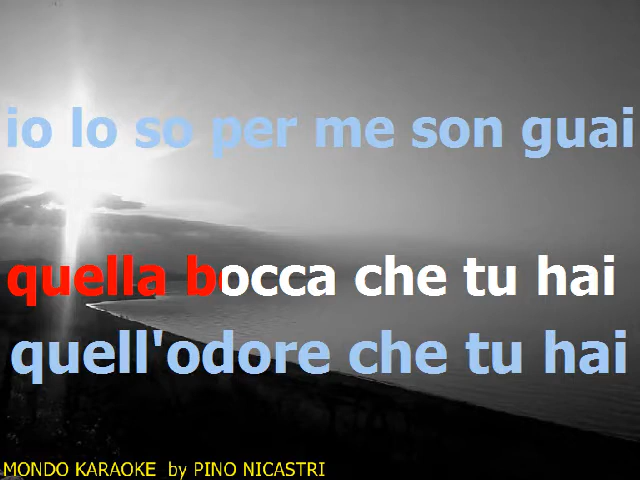 io lo so per me son guai
quella bocca che tu hai
quell'odore che tu hai
MONDO KARAOKE by PINO NICASTRI